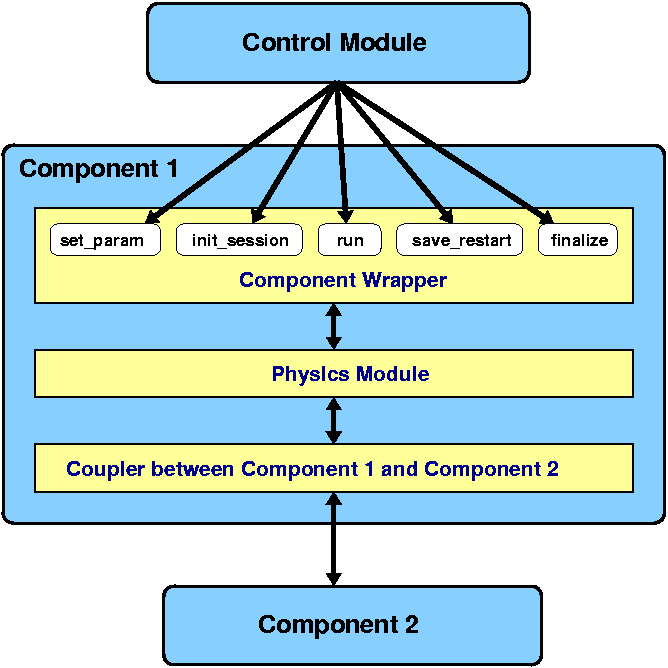 Control Module
Component 1
set_param
init_session
run
save_restart
finalize
Component Wrapper
Physics Module
Coupler between Component 1 and Component 2
Component 2